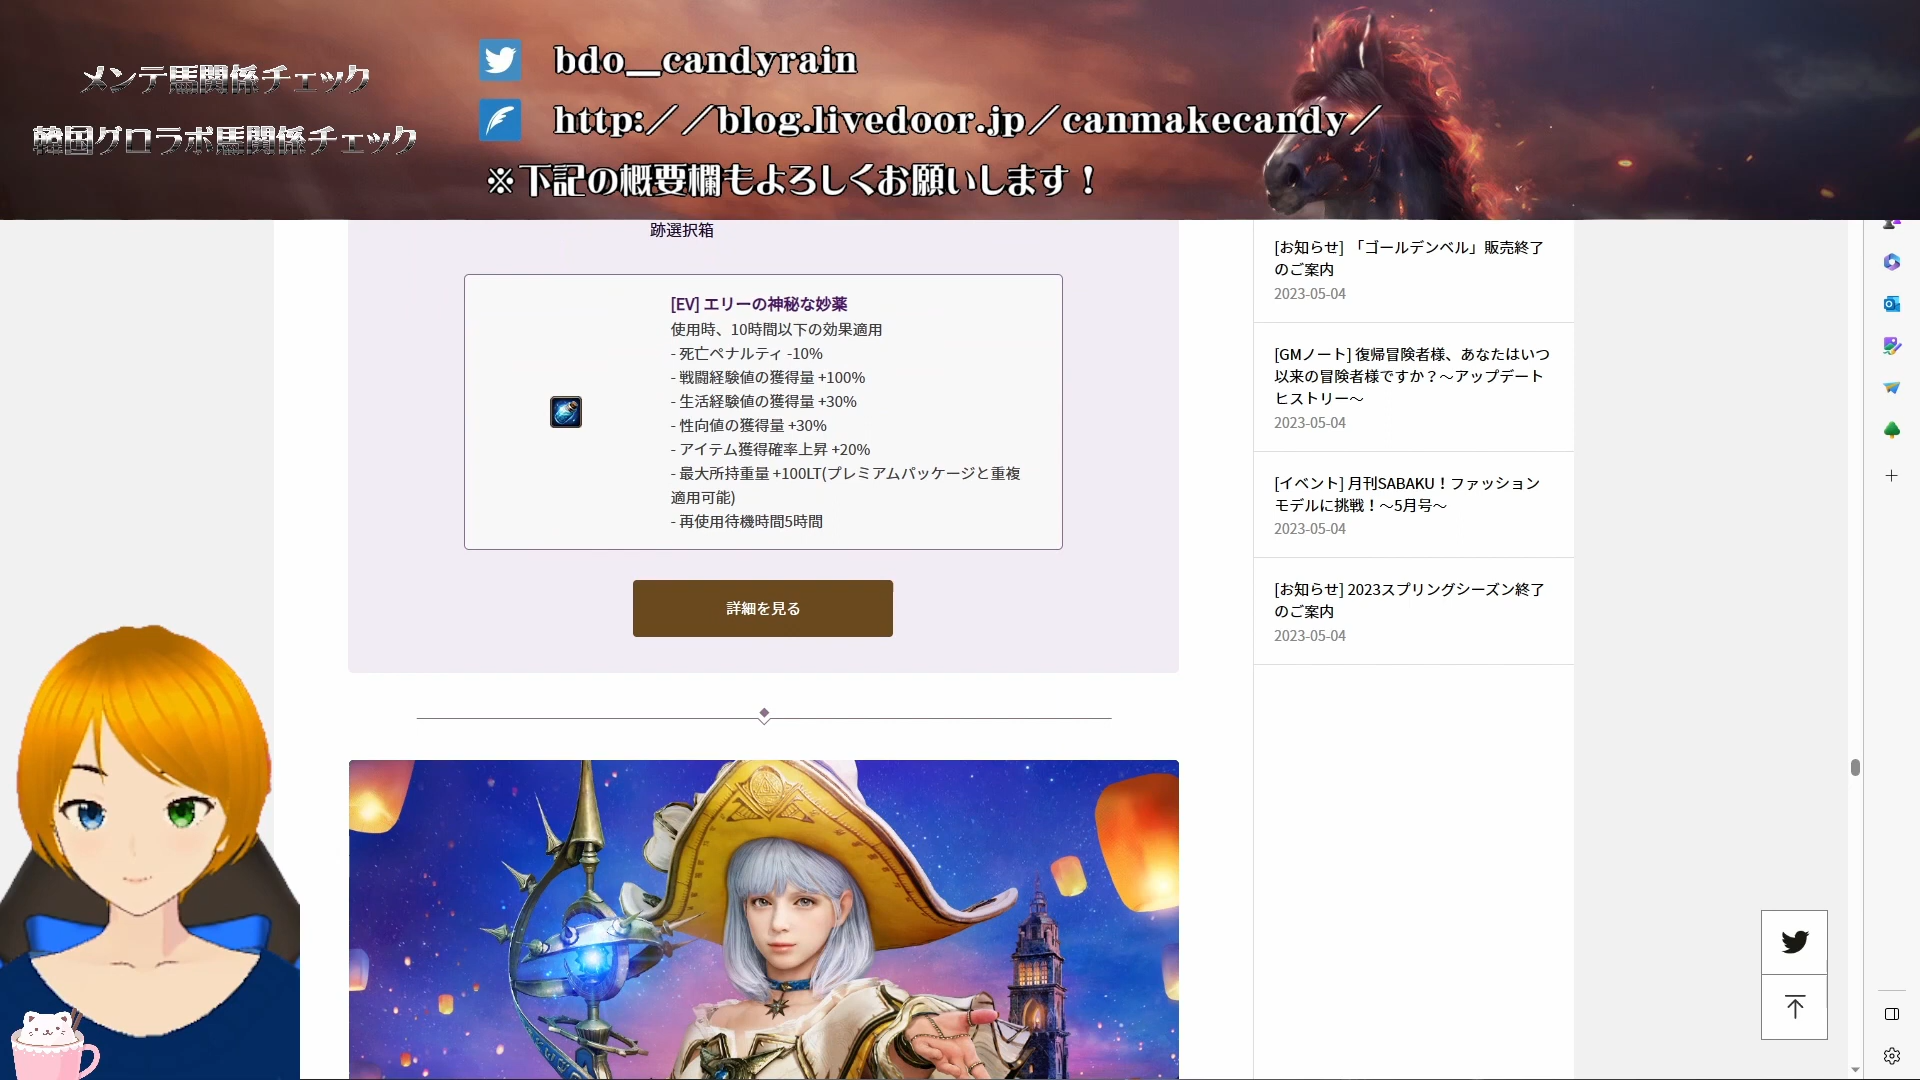 メンテ馬関係チェック
韓国グロラボ馬関係チェック
bdo__candyrain
http://blog.livedoor.jp/canmakecandy/
※下記の概要欄もよろしくお願いします！
跡選択箱
[EV] エリーの神秘な妙薬
使用時、10時間以下の効果適用
- 死亡ペナルティ -10%
- 戦闘経験値の獲得量 +100%
- 生活経験値の獲得量 +30%
- 性向値の獲得量 +30%
- アイテム獲得確率上昇 +20%
- 最大所持重量 +100LT(プレミアムパッケージと重複
適用可能)
- 再使用待機時間5時間
詳細を見る
[お知らせ] 「ゴールデンベル」販売終了
のご案内
2023-05-04
[GMノート] 復帰冒険者様、あなたはいつ
以来の冒険者様ですか？～アップデート
ヒストリー～
2023-05-04
[イベント] 月刊SABAKU！ファッション
モデルに挑戦！～5月号～
2023-05-04
[お知らせ] 2023スプリングシーズン終了
のご案内
2023-05-04